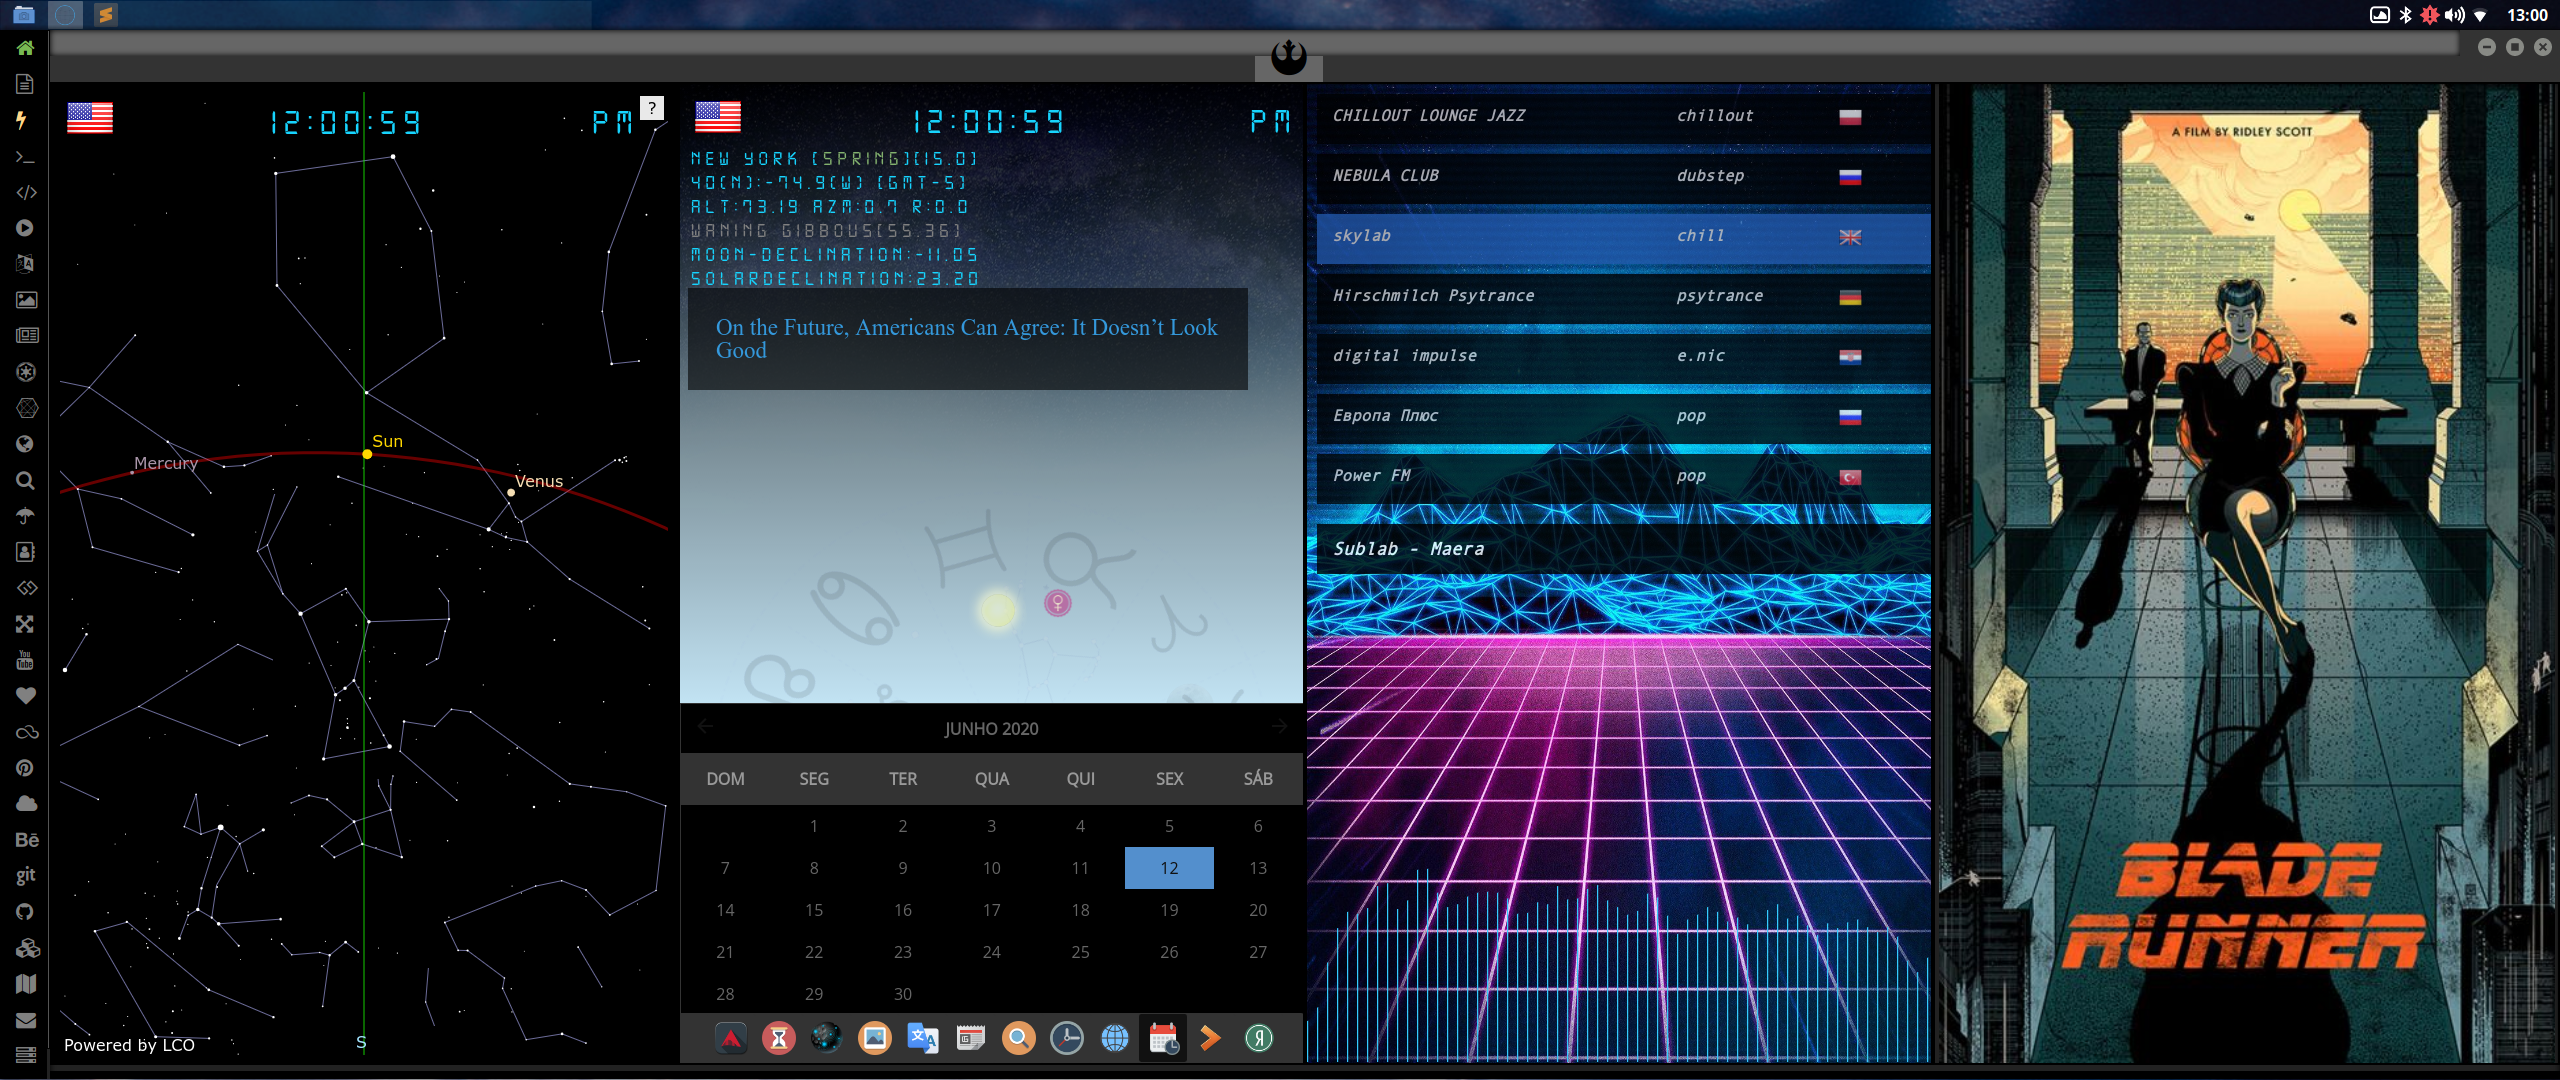 13:00
12:00:59 PM
?
Sun
Mercury
Venus
Powered by LCO
S
You
Tube
Bē
git
12:00:59 PM
NEW YORK [SPRING][15.0]
40(N):-74.9(W) [GMT-5]
ALT:73.19 AZM:0.7 R:0.0
WANING GIBBOUS[55.36]
MOON-DECLINATION:-11.05
SOLARDECLINATION:23.20
On the Future, Americans Can Agree: It Doesn’t Look
Good
JUNHO 2020
DOM SEG TER QUA QUI SEX SÁB
1 2 3 4 5 6
7 8 9 10 11 12 13
14 15 16 17 18 19 20
21 22 23 24 25 26 27
28 29 30
CHILLOUT LOUNGE JAZZ chillout
NEBULA CLUB dubstep
skylab chill
Hirschmilch Psytrance psytrance
digital impulse e.nic
Европа Плюс pop
Power FM pop
Sublab - Maera
A FILM BY RIDLEY SCOTT
BLADE
RUNNER